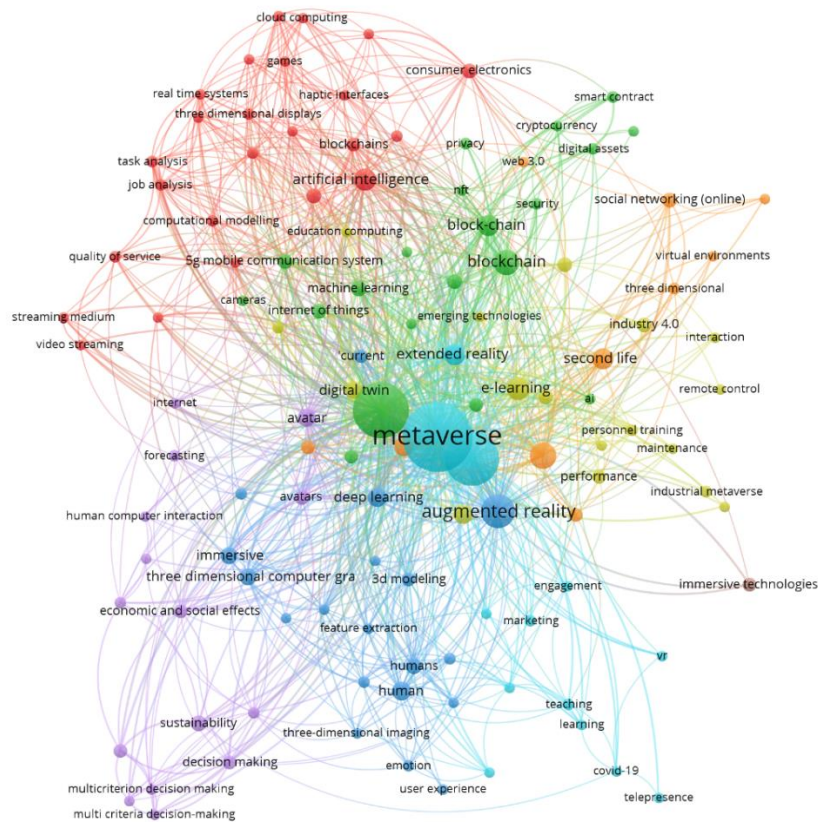 cloud computing
games
consumer electronics
real time systems
haptic interfaces
smart contract
three dimensional displays
cryptocurrency
blockchains
privacy
digital assets
web 3.0
task analysis
artificial intelligence
job analysis
nft
social networking (online)
security
computational modelling
block-chain
education computing
quality of service
5g mobile communication system
blockchain
virtual environments
machine learning
three dimensional
cameras
internet of things
streaming medium
emerging technologies
industry 4.0
video streaming
interaction
current
extended reality
second life
digital twin
e-learning
remote control
internet
ai
avatar
metaverse
personnel training
maintenance
forecasting
performance
avatars
deep learning
industrial metaverse
human computer interaction
augmented reality
immersive
three dimensional computer gra
3d modeling
engagement
immersive technologies
economic and social effects
marketing
feature extraction
vr
humans
human
teaching
sustainability
learning
three-dimensional imaging
decision making
emotion
covid-19
multicriterion decision making
user experience
telepresence
multi criteria decision-making